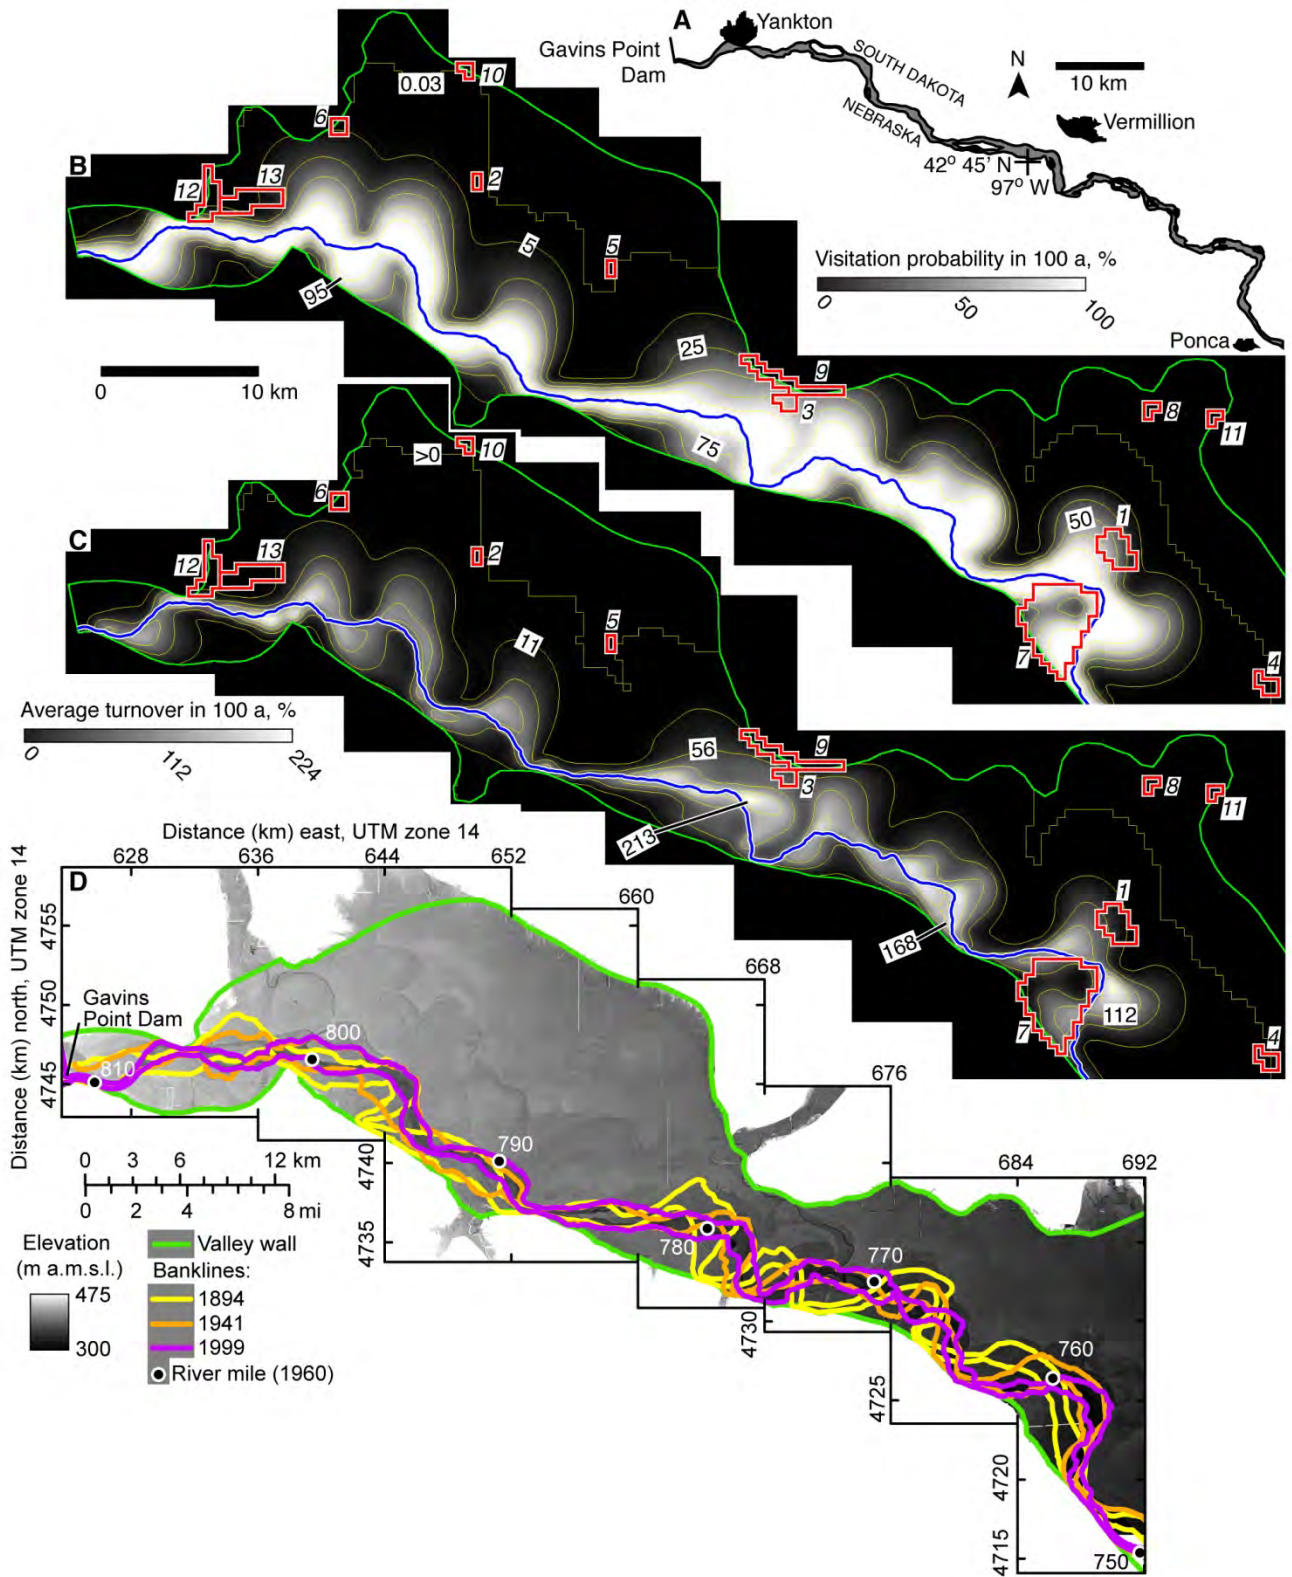 A
Yankton
Gavins Point
Dam
SOUTH DAKOTA
NEBRASKA
N
10 km
Vermillion
42° 45' N
97° W
Ponca
Visitation probability in 100 a, %
0
50
100
B
0.03
10
6
12
13
2
5
5
95
25
9
3
75
8
11
50
1
7
4
0
10 km
C
>0
10
6
12
13
2
5
11
56
9
3
213
168
8
11
1
112
7
4
Average turnover in 100 a, %
0
112
224
Distance (km) east, UTM zone 14
628
636
644
652
660
668
676
684
692
D
Distance (km) north, UTM zone 14
4755
4750
4745
4740
4735
4730
4725
4720
4715
Gavins
Point Dam
810
800
790
780
770
760
750
0 3 6 12 km
0 2 4 8 mi
Elevation
(m a.m.s.l.)
475
300
Valley wall
Banklines:
1894
1941
1999
River mile (1960)